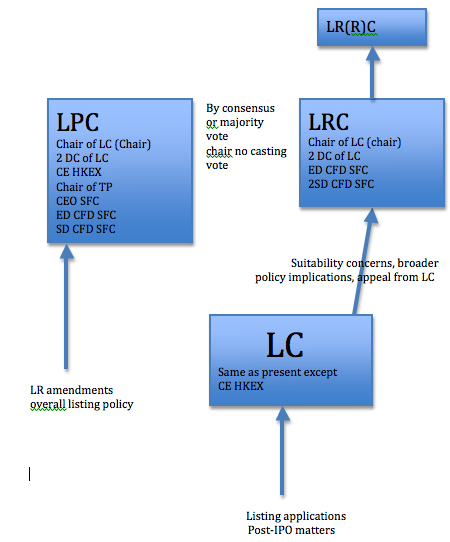 LR(R)C
LPC
Chair of LC (Chair)
2 DC of LC
CE HKEX
Chair of TP
CEO SFC
ED CFD SFC
SD CFD SFC
By consensus
or majority
vote
chair no casting
vote
LRC
Chair of LC (chair)
2 DC of LC
ED CFD SFC
2SD CFD SFC
Suitability concerns, broader
policy implications, appeal from LC
LC
Same as present except
CE HKEX
LR amendments
overall listing policy
Listing applications
Post-IPO matters